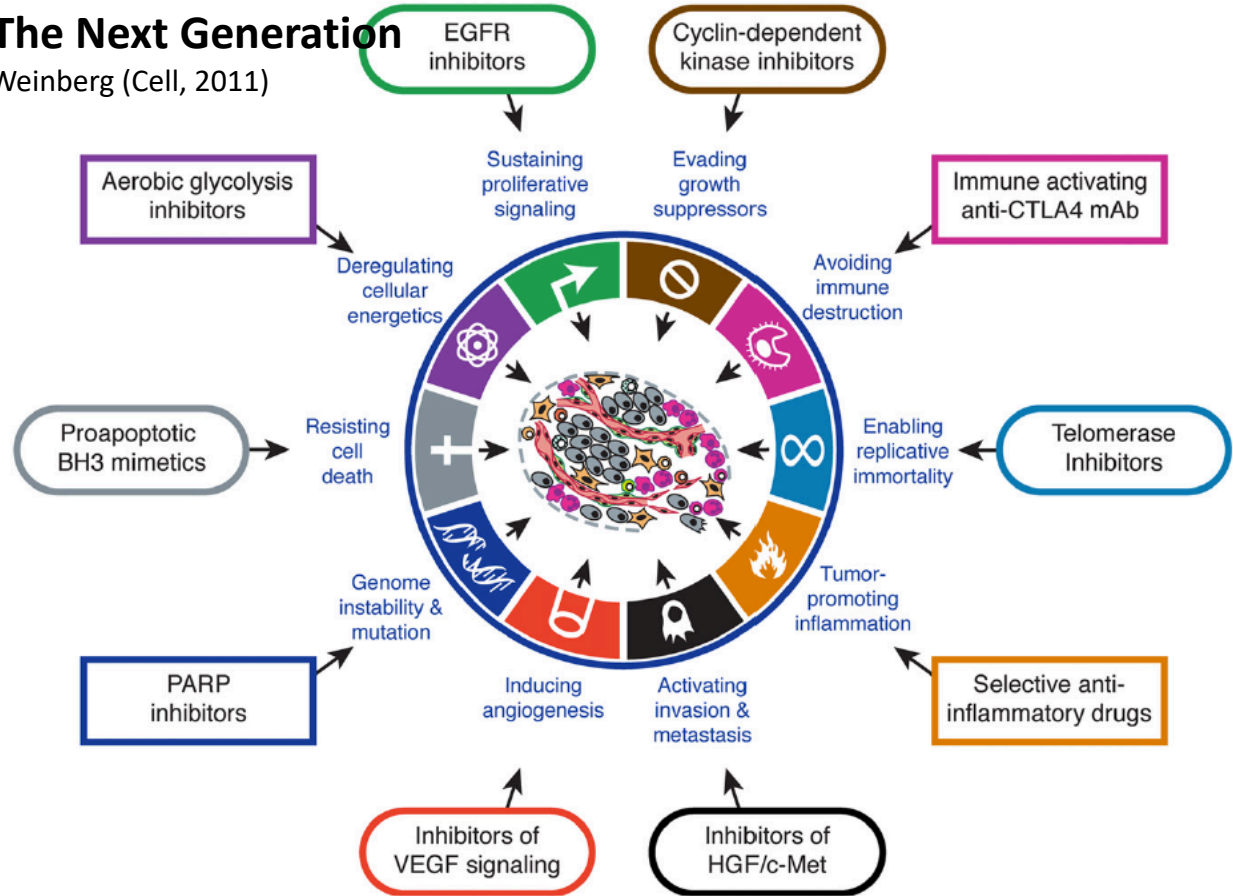 The Next Generation
Weinberg (Cell, 2011)
EGFR
inhibitors
Cyclin-dependent
kinase inhibitors
Sustaining
proliferative
signaling
Evading
growth
suppressors
Aerobic glycolysis
inhibitors
Immune activating
anti-CTLA4 mAb
Deregulating
cellular
energetics
Avoiding
immune
destruction
Proapoptotic
BH3 mimetics
Resisting
cell
death
Enabling
replicative
immortality
Telomerase
Inhibitors
Genome
instability &
mutation
Tumor-
promoting
inflammation
PARP
inhibitors
Inducing
angiogenesis
Activating
invasion &
metastasis
Selective anti-
inflammatory drugs
Inhibitors of
VEGF signaling
Inhibitors of
HGF/c-Met